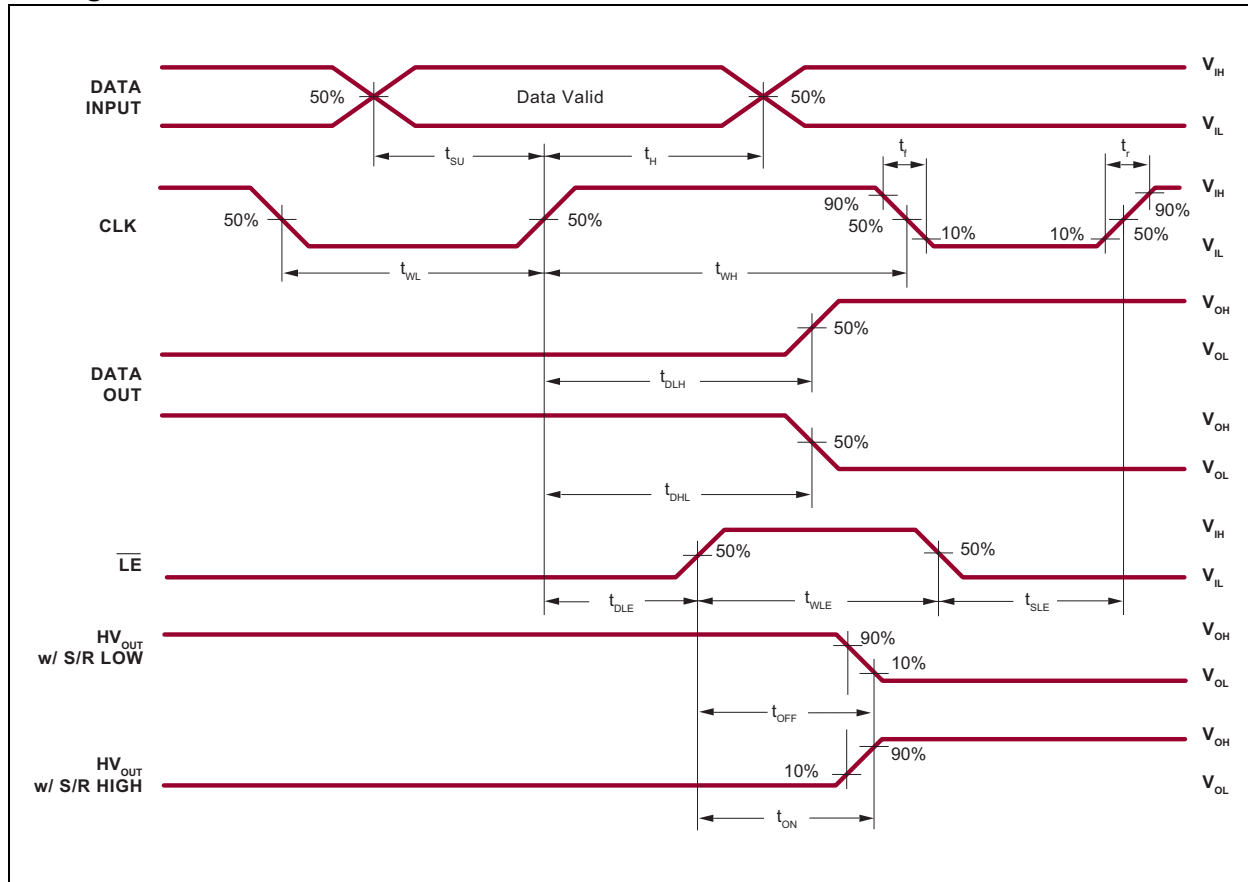 DATA
INPUT
50%
Data Valid
50%
V_IH
V_IL
t_SU
t_H
t_f
t_r
CLK
50%
50%
90%
50%
10%
10%
90%
50%
V_IH
V_IL
t_WL
t_WH
DATA
OUT
50%
V_OH
V_OL
t_DLH
50%
V_OH
V_OL
t_DHL
LE
50%
50%
V_IH
V_IL
t_DLE
t_WLE
t_SLE
HV_OUT
w/ S/R LOW
90%
10%
V_OH
V_OL
t_OFF
HV_OUT
w/ S/R HIGH
10%
90%
V_OH
V_OL
t_ON